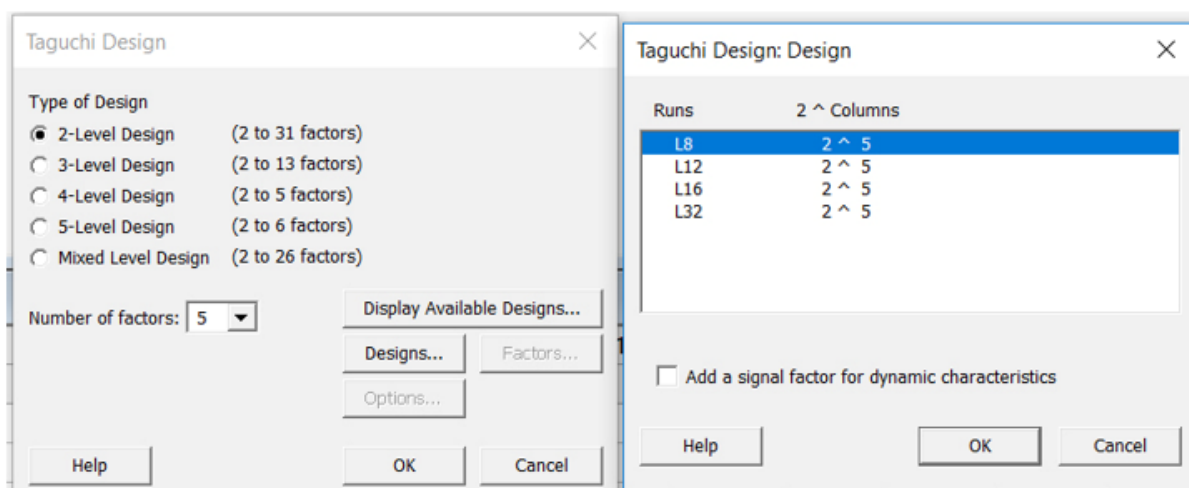 Taguchi Design
Type of Design
2-Level Design (2 to 31 factors)
3-Level Design (2 to 13 factors)
4-Level Design (2 to 5 factors)
5-Level Design (2 to 6 factors)
Mixed Level Design (2 to 26 factors)
Number of factors: 5
Display Available Designs...
Designs... Factors...
Options...
Help OK Cancel
Taguchi Design: Design
Runs 2 ^ Columns
L8 2 ^ 5
L12 2 ^ 5
L16 2 ^ 5
L32 2 ^ 5
Add a signal factor for dynamic characteristics
Help OK Cancel